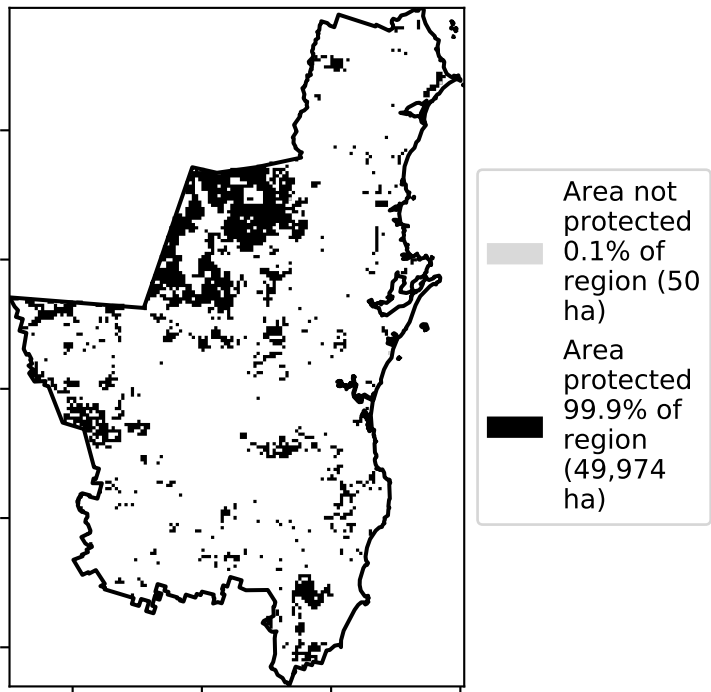 Area not
protected
0.1% of
region (50
ha)
Area
protected
99.9% of
region
(49,974
ha)